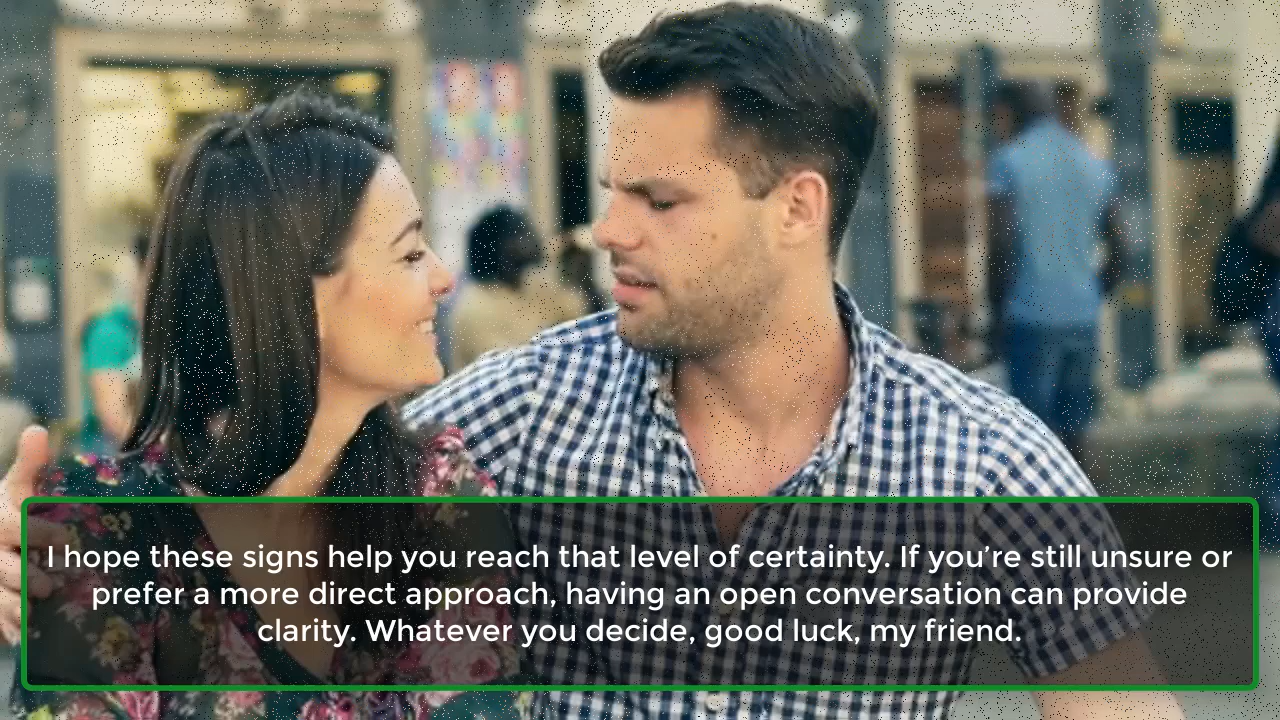 I hope these signs help you reach that level of certainty. If you’re still unsure or
prefer a more direct approach, having an open conversation can provide
clarity. Whatever you decide, good luck, my friend.